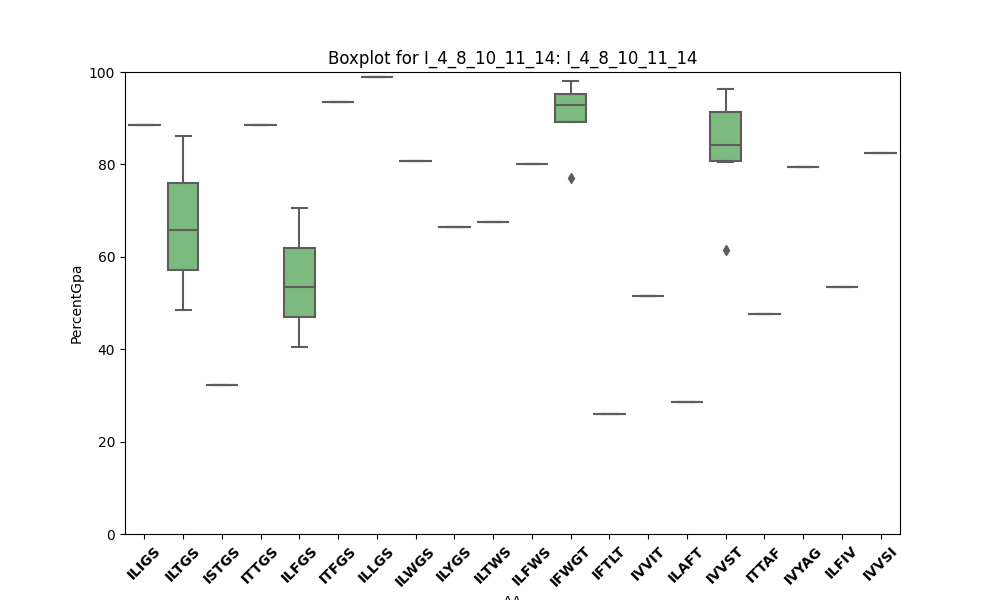 Boxplot for I_4_8_10_11_14: I_4_8_10_11_14
PercentGpa
100
80
60
40
20
0
ILIGS
ILTGS
ISTGS
ITTGS
ILFGS
ITFGS
ILLGS
ILWGS
ILYGS
ILTWS
ILFWS
IFWGT
IFTLT
IVVIT
ILAFT
IVVST
ITTAF
IVYAG
ILFIV
IVVSI
AA